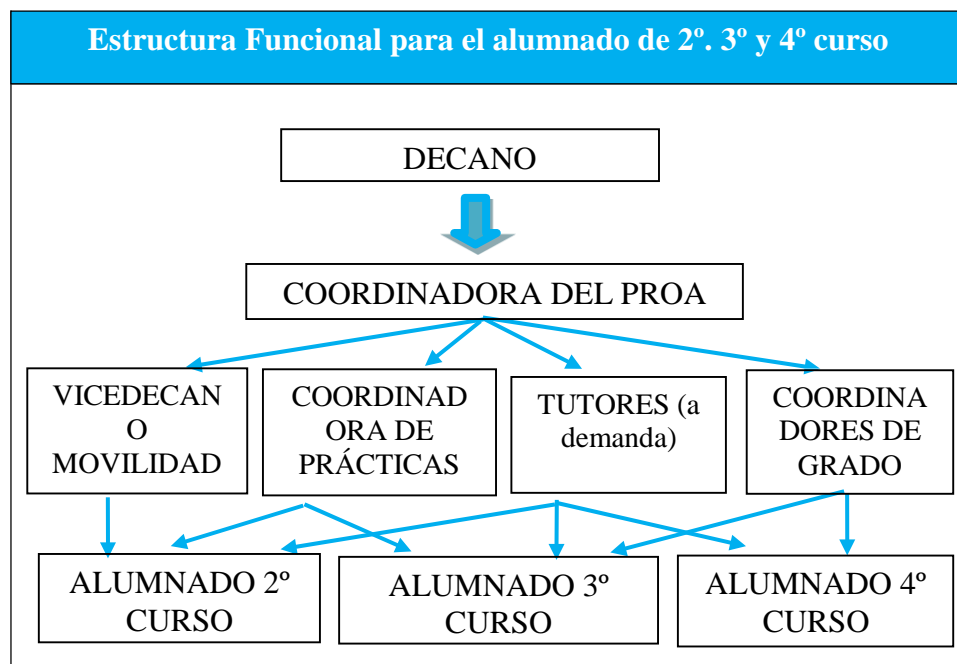 Estructura Funcional para el alumnado de 2º. 3º y 4º curso
DECANO
COORDINADORA DEL PROA
VICEDECAN
O
MOVILIDAD
COORDINAD
ORA DE
PRÁCTICAS
TUTORES (a
demanda)
COORDINA
DORES DE
GRADO
ALUMNADO 2º
CURSO
ALUMNADO 3º
CURSO
ALUMNADO 4º
CURSO